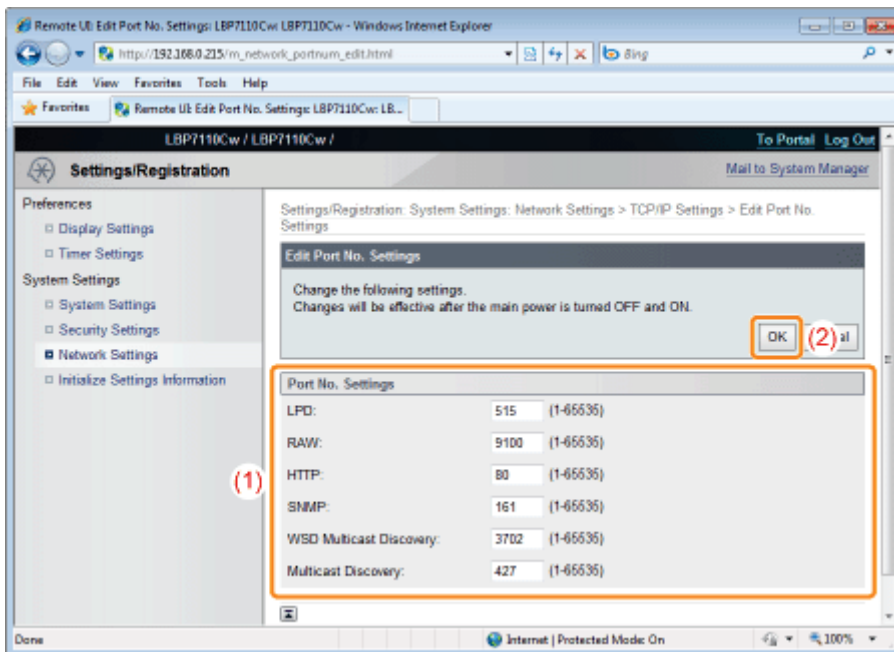 Remote UI: Edit Port No. Settings: LBP7110Cw: LBP7110Cw - Windows Internet Explorer
http://192.168.0.215/m_network_portnum_edit.html
Bing
File Edit View Favorites Tools Help
Favorites
Remote UI: Edit Port No. Settings: LBP7110Cw: LB...
LBP7110Cw / LBP7110Cw /
To Portal Log Out
Settings/Registration
Mail to System Manager
Preferences
Display Settings
Timer Settings
System Settings
System Settings
Security Settings
Network Settings
Initialize Settings Information
Settings/Registration: System Settings: Network Settings > TCP/IP Settings > Edit Port No.
Settings
Edit Port No. Settings
Change the following settings.
Changes will be effective after the main power is turned OFF and ON.
OK
(2)
(1)
Port No. Settings
LPD: 515 (1-65535)
RAW: 9100 (1-65535)
HTTP: 80 (1-65535)
SNMP: 161 (1-65535)
WSD Multicast Discovery: 3702 (1-65535)
Multicast Discovery: 427 (1-65535)
Done
Internet | Protected Mode: On
100%